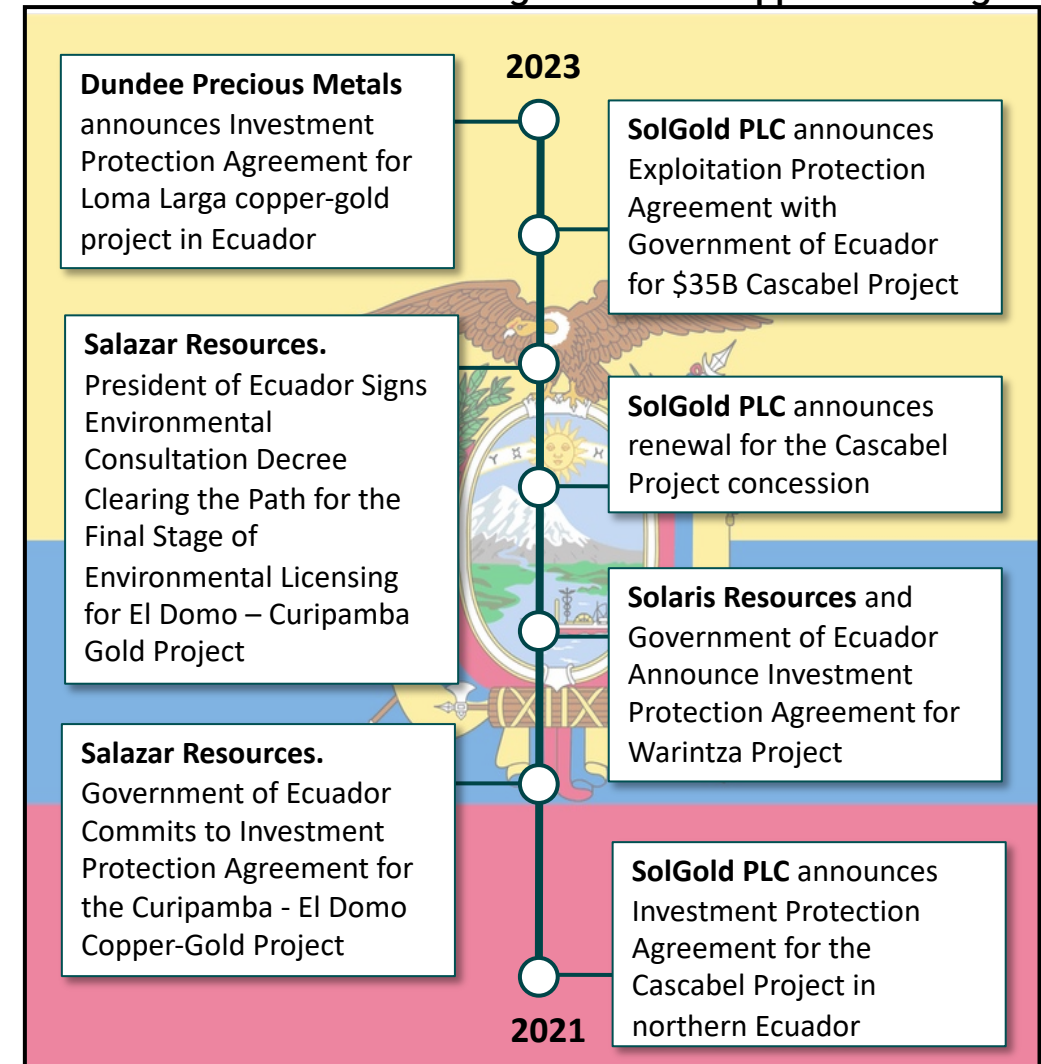 2023
Dundee Precious Metals
announces Investment
Protection Agreement for
Loma Larga copper-gold
project in Ecuador
SolGold PLC announces
Exploitation Protection
Agreement with
Government of Ecuador
for $35B Cascabel Project
Salazar Resources.
President of Ecuador Signs
Environmental
Consultation Decree
Clearing the Path for the
Final Stage of
Environmental Licensing
for El Domo – Curipamba
Gold Project
SolGold PLC announces
renewal for the Cascabel
Project concession
Solaris Resources and
Government of Ecuador
Announce Investment
Protection Agreement for
Warintza Project
Salazar Resources.
Government of Ecuador
Commits to Investment
Protection Agreement for
the Curipamba - El Domo
Copper-Gold Project
SolGold PLC announces
Investment Protection
Agreement for the
Cascabel Project in
northern Ecuador
2021